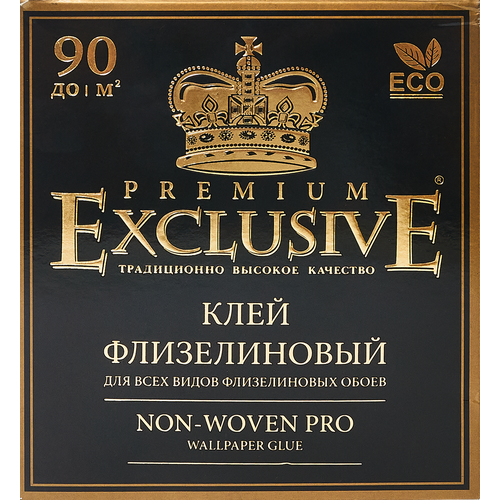 90
ДО | М²
ECO
PREMIUM
EXCLUSIVE®
ТРАДИЦИОННО ВЫСОКОЕ КАЧЕСТВО
КЛЕЙ
ФЛИЗЕЛИНОВЫЙ
ДЛЯ ВСЕХ ВИДОВ ФЛИЗЕЛИНОВЫХ ОБОЕВ
NON-WOVEN PRO
WALLPAPER GLUE